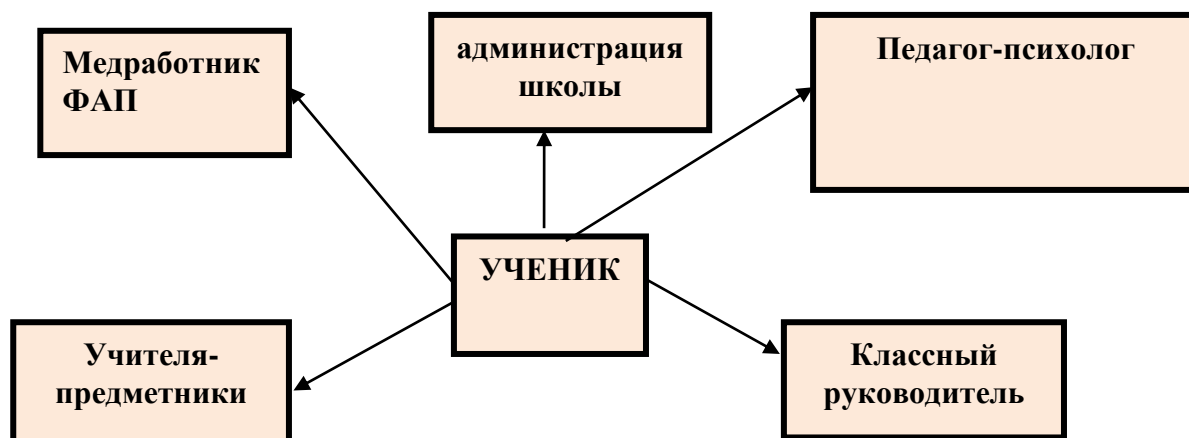 Медработник
ФАП
администрация
школы
Педагог-психолог
УЧЕНИК
Учителя-
предметники
Классный
руководитель